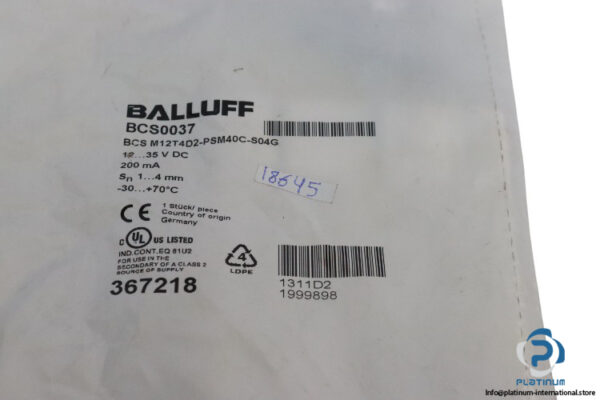 BALLUFF
BCS0037
BCS M12T4D2-PSM40C-S04G
12...35 V DC
200 mA
Sn 1...4 mm
-30...+70°C
18645
CE
1 Stück/ piece
Country of origin
Germany
C UL US LISTED
IND.CONT.EQ 81U2
FOR USE IN THE
SECONDARY OF A CLASS 2
SOURCE OF SUPPLY
4
LDPE
367218
1311D2
1999898
PLATINUM
info@platinum-international.store